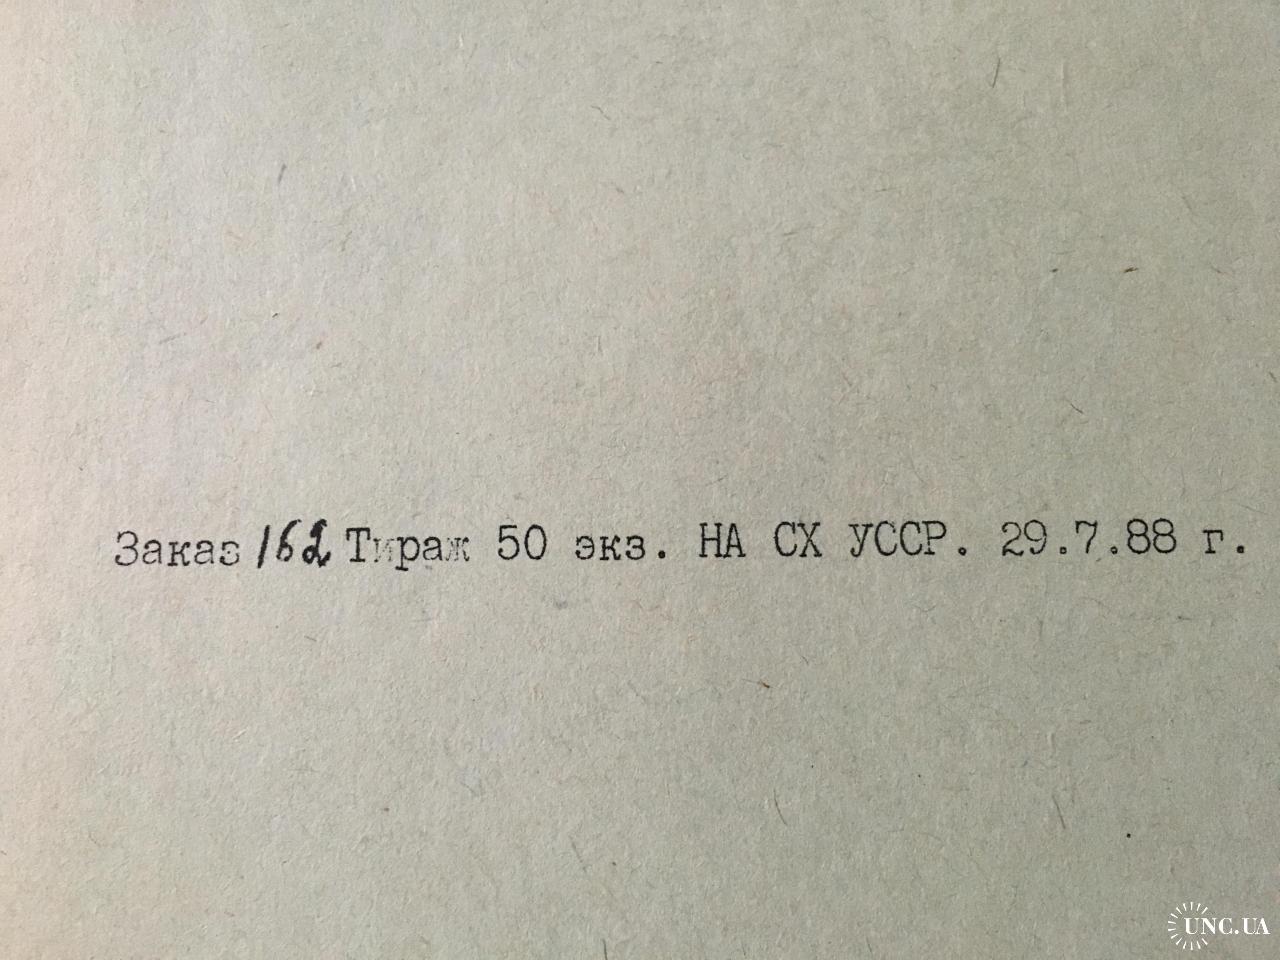 Заказ 162 Тираж 50 экз. НА СХ УССР. 29.7.88 г.
UNC.UA